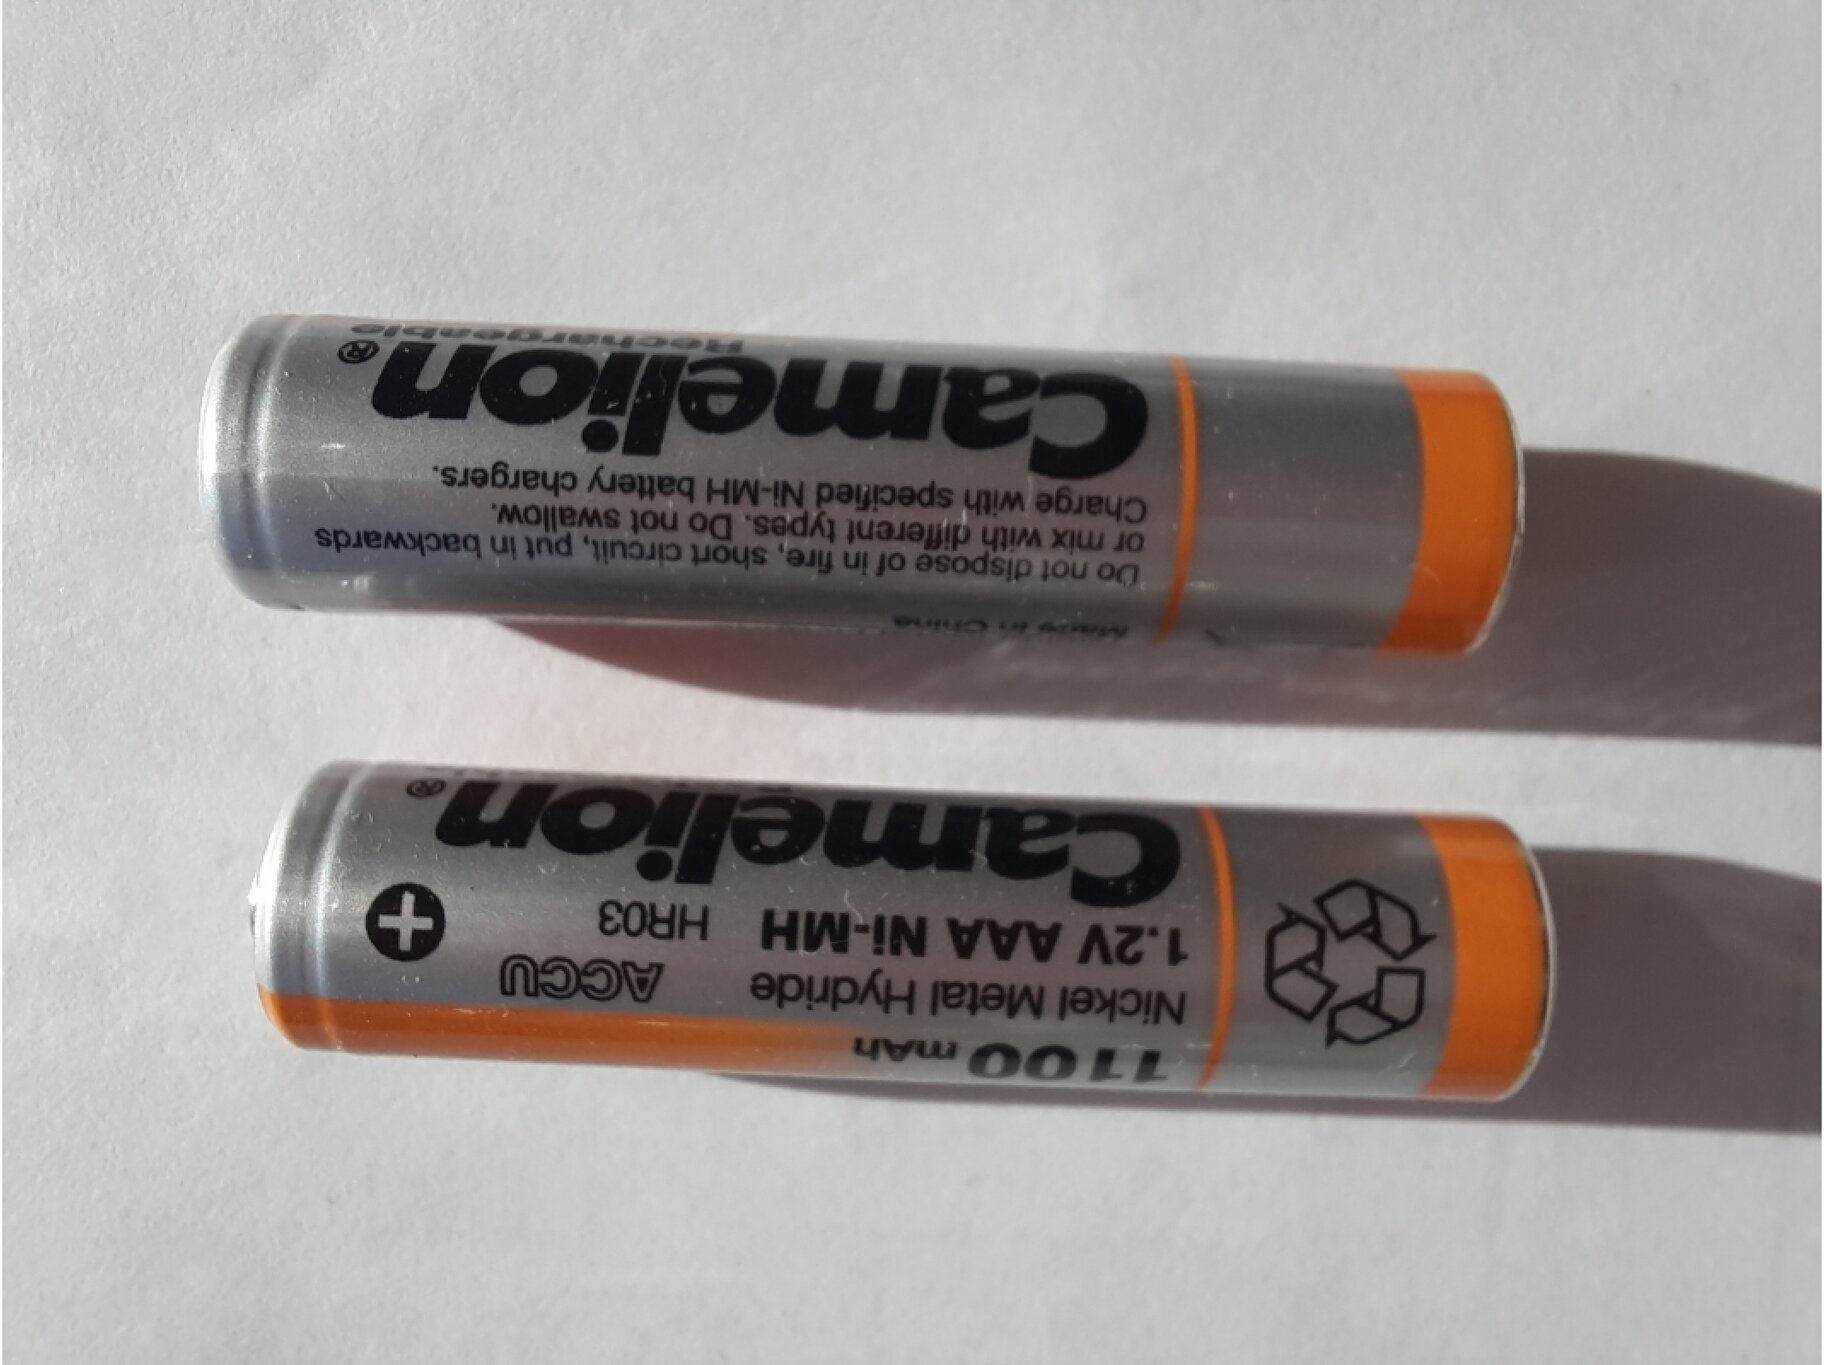 1100 mAh
Nickel Metal Hydride ACCU
1.2V AAA Ni-MH HR03 +
Camelion®
Made in China
Do not dispose of in fire, short circuit, put in backwards
or mix with different types. Do not swallow.
Charge with specified Ni-MH battery chargers.
Camelion®
Rechargeable